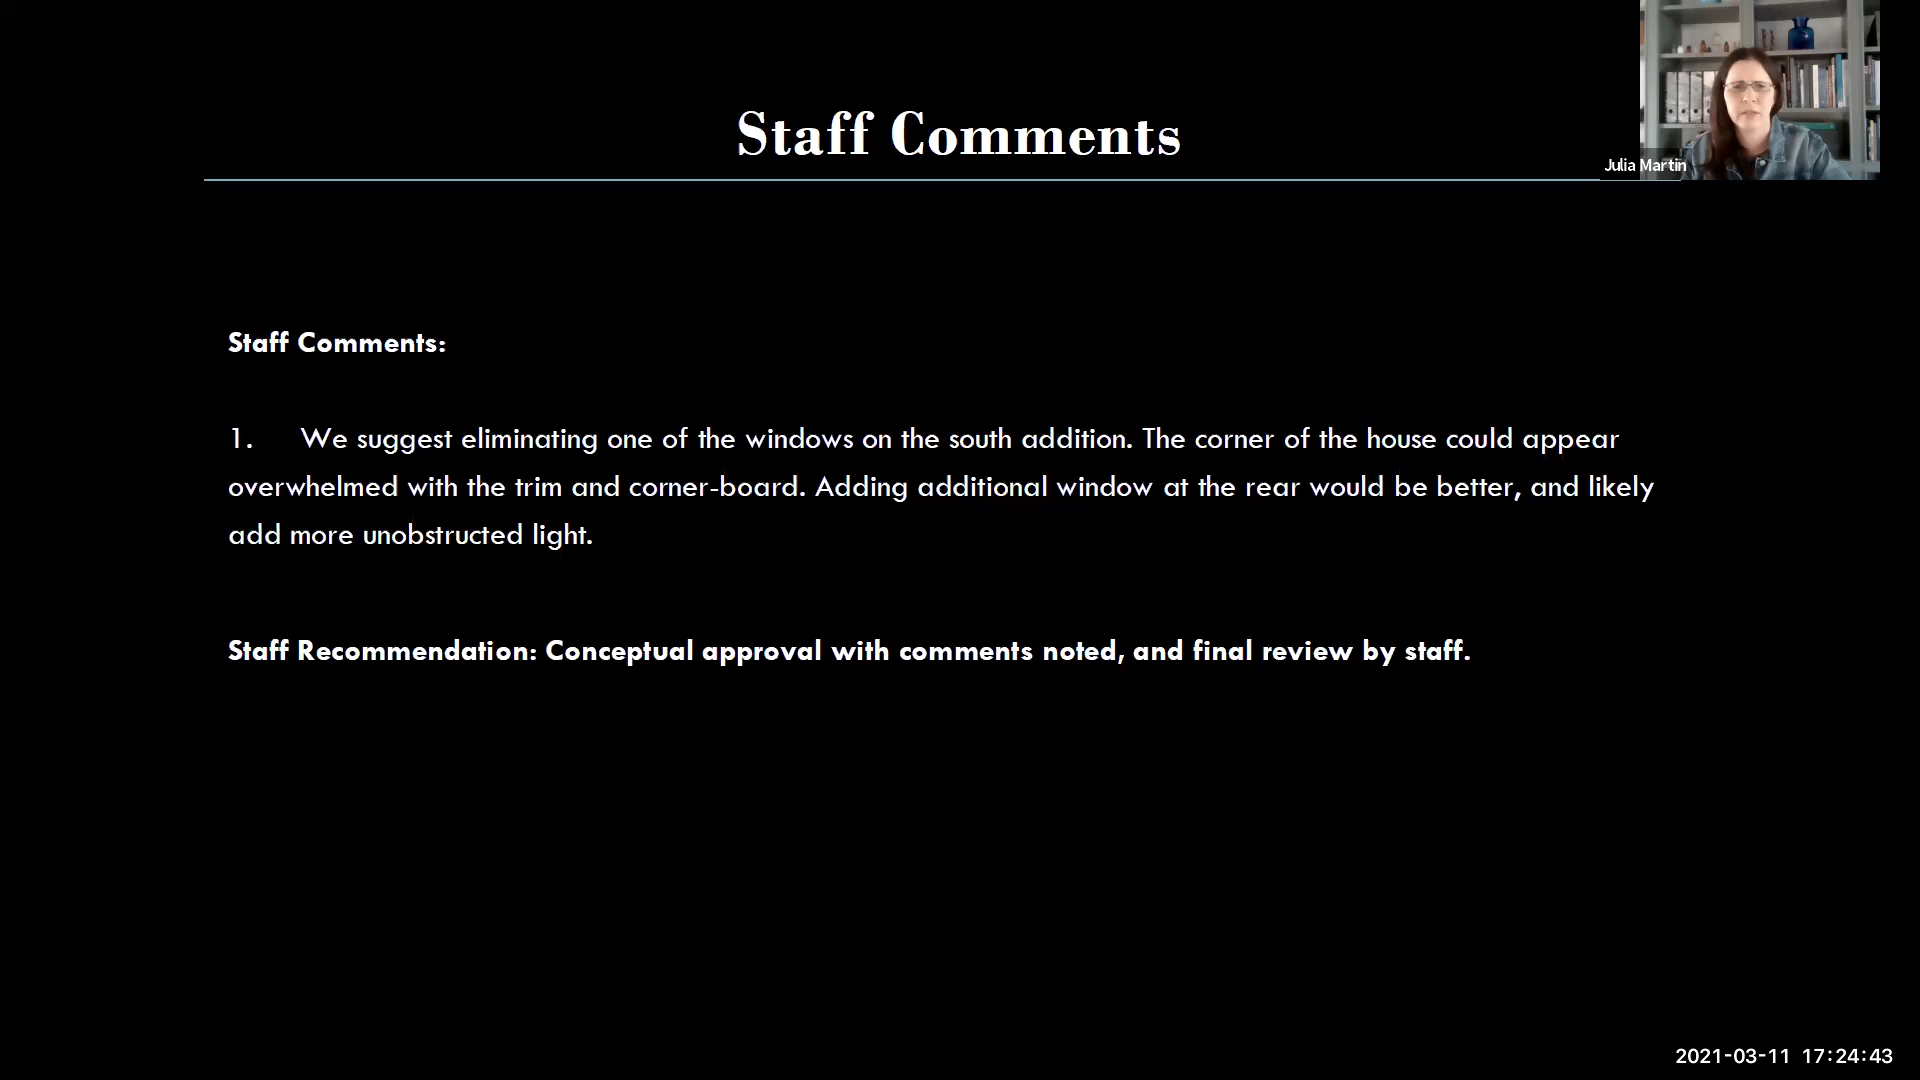 Staff Comments
Julia Martin
Staff Comments:
1. We suggest eliminating one of the windows on the south addition. The corner of the house could appear
overwhelmed with the trim and corner-board. Adding additional window at the rear would be better, and likely
add more unobstructed light.
Staff Recommendation: Conceptual approval with comments noted, and final review by staff.
2021-03-11 17:24:43